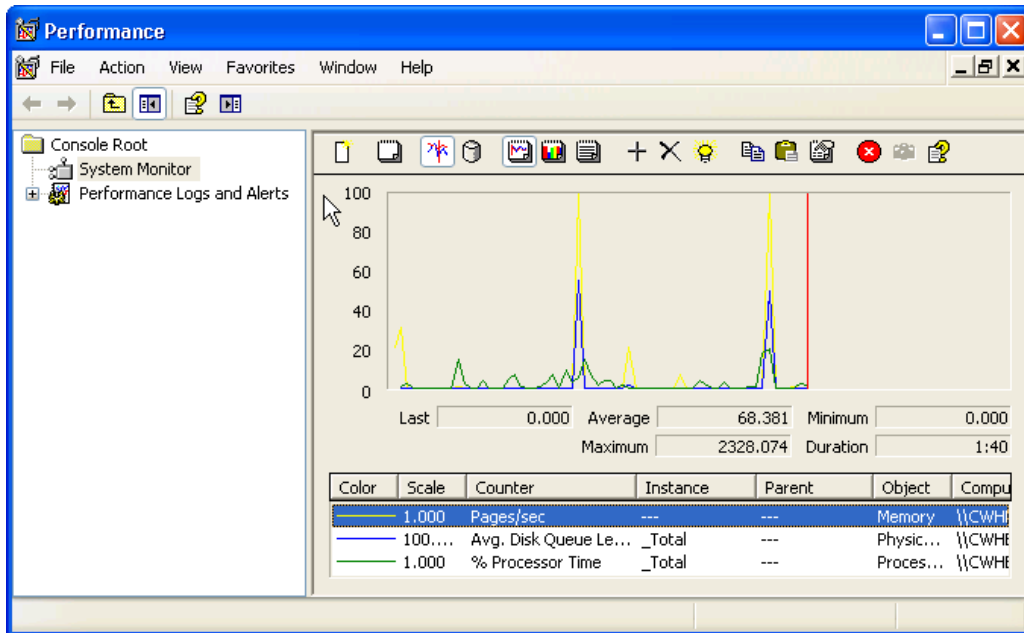 Performance
File Action View Favorites Window Help
Console Root
System Monitor
Performance Logs and Alerts
100
80
60
40
20
0
Last 0.000 Average 68.381 Minimum 0.000
Maximum 2328.074 Duration 1:40
Color Scale Counter Instance Parent Object Compu
1.000 Pages/sec --- --- Memory \\CWH
100.... Avg. Disk Queue Le... _Total --- Physic... \\CWHE
1.000 % Processor Time _Total --- Proces... \\CWHE